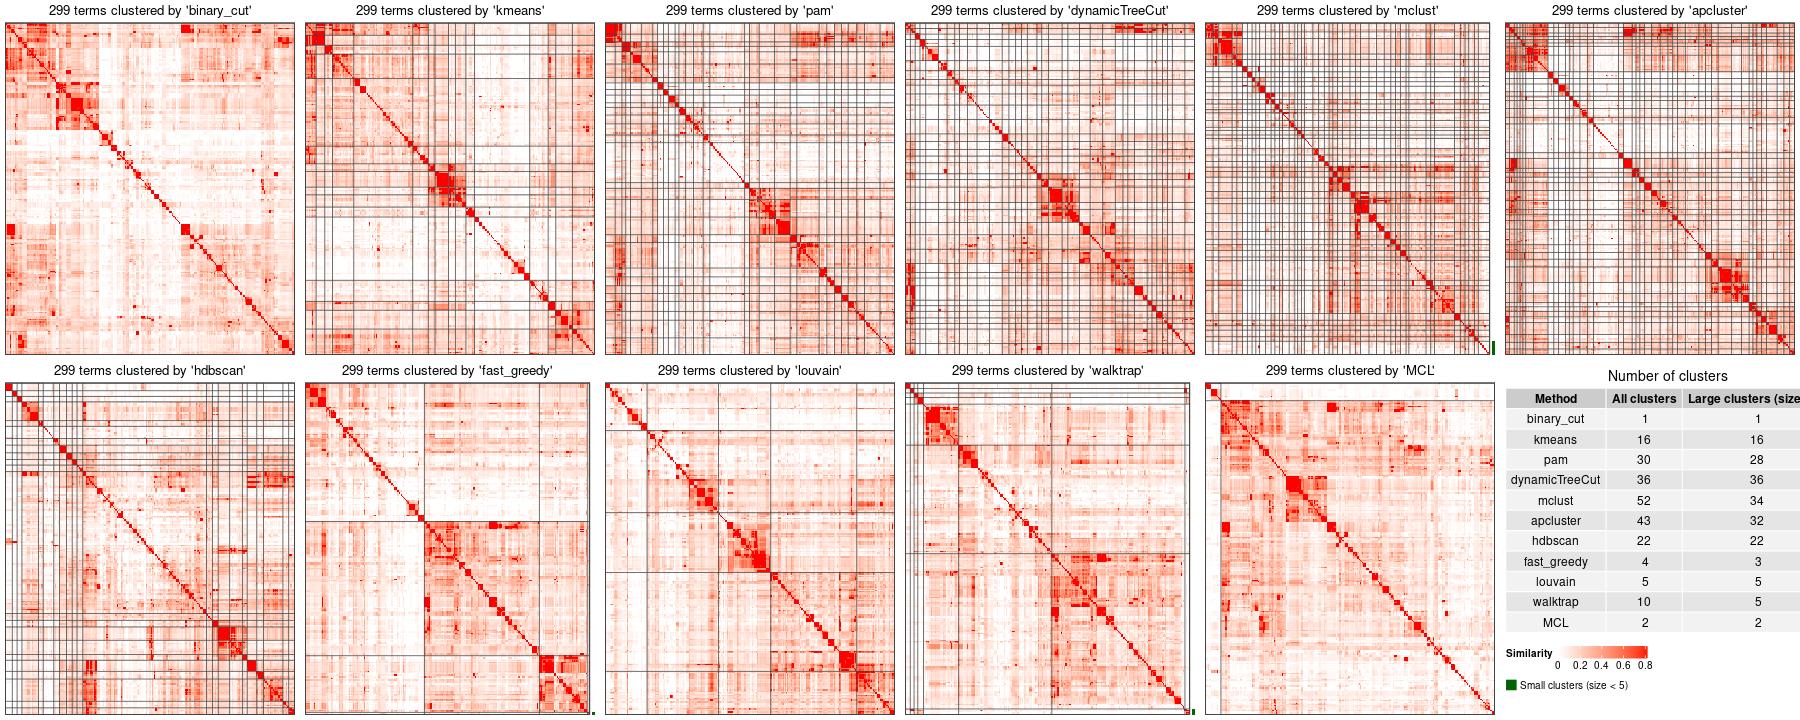 299 terms clustered by 'binary_cut'
299 terms clustered by 'kmeans'
299 terms clustered by 'pam'
299 terms clustered by 'dynamicTreeCut'
299 terms clustered by 'mclust'
299 terms clustered by 'apcluster'
299 terms clustered by 'hdbscan'
299 terms clustered by 'fast_greedy'
299 terms clustered by 'louvain'
299 terms clustered by 'walktrap'
299 terms clustered by 'MCL'
Number of clusters
Method All clusters Large clusters (size
binary_cut 1 1
kmeans 16 16
pam 30 28
dynamicTreeCut 36 36
mclust 52 34
apcluster 43 32
hdbscan 22 22
fast_greedy 4 3
louvain 5 5
walktrap 10 5
MCL 2 2
Similarity
0 0.2 0.4 0.6 0.8
Small clusters (size < 5)